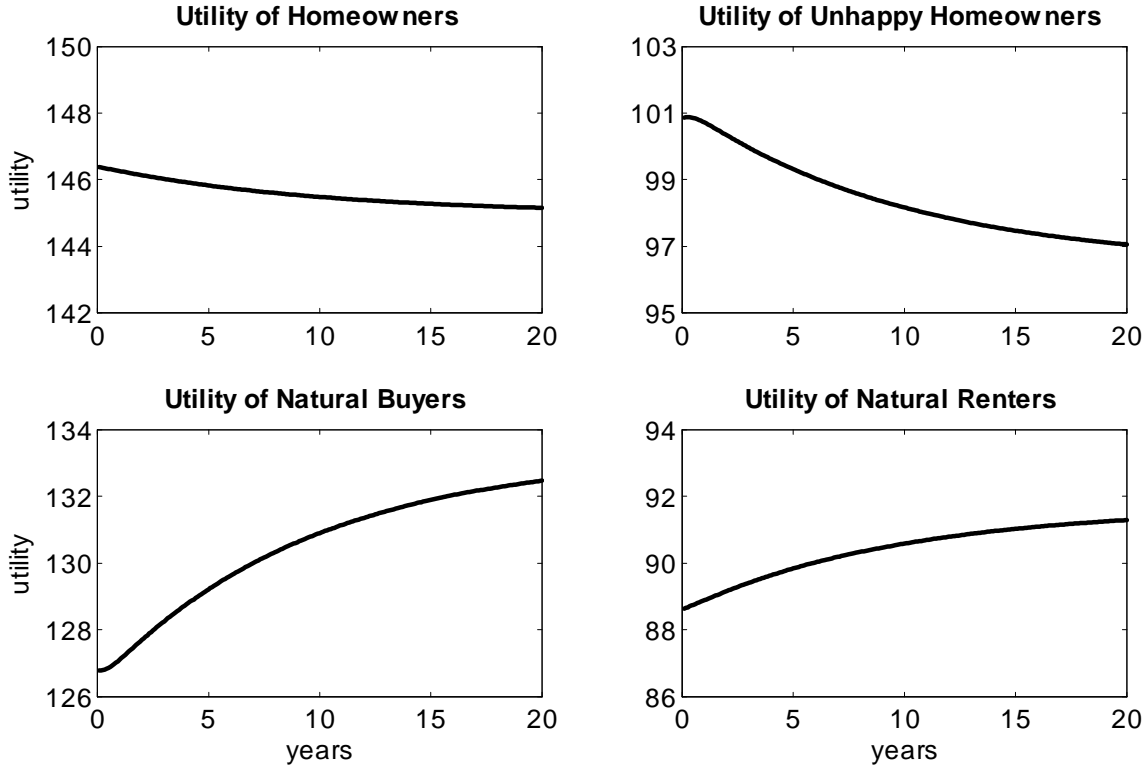 Utility of Homeowners
150
148
146
144
142
utility
0 5 10 15 20
Utility of Unhappy Homeowners
103
101
99
97
95
0 5 10 15 20
Utility of Natural Buyers
134
132
130
128
126
utility
0 5 10 15 20
years
Utility of Natural Renters
94
92
90
88
86
0 5 10 15 20
years